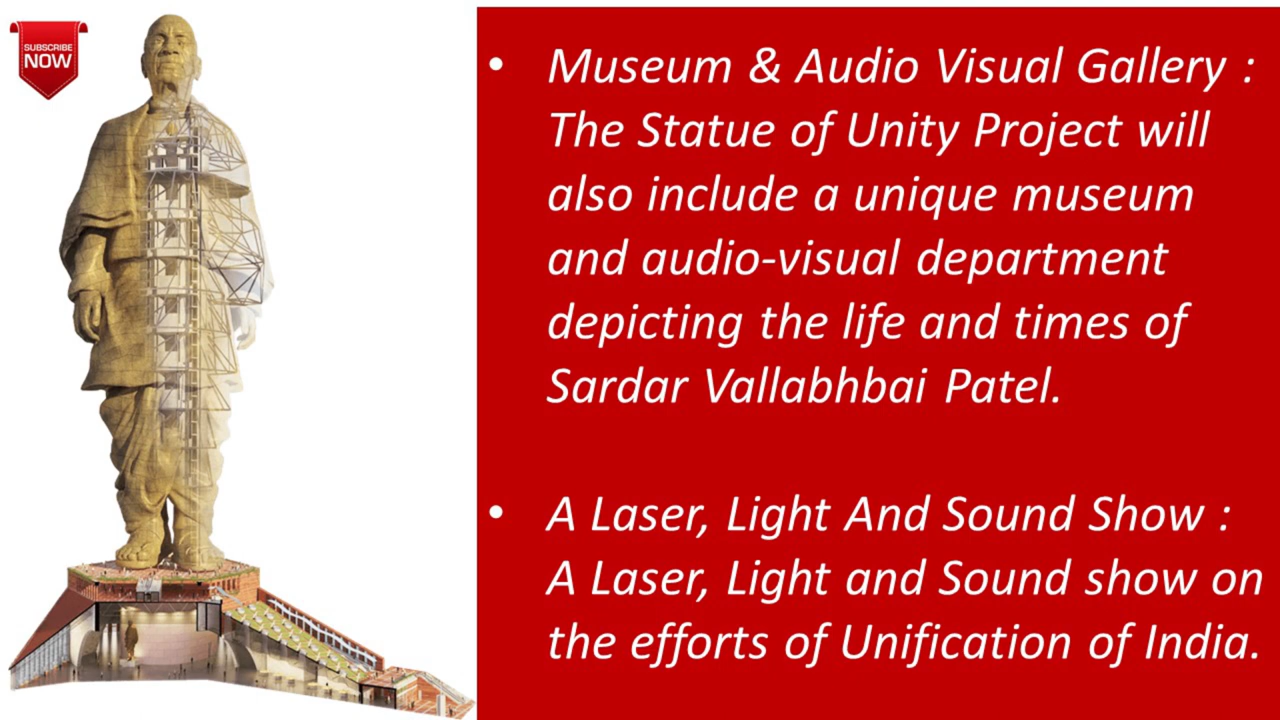 SUBSCRIBE
NOW
• Museum & Audio Visual Gallery :
The Statue of Unity Project will
also include a unique museum
and audio-visual department
depicting the life and times of
Sardar Vallabhbai Patel.
• A Laser, Light And Sound Show :
A Laser, Light and Sound show on
the efforts of Unification of India.